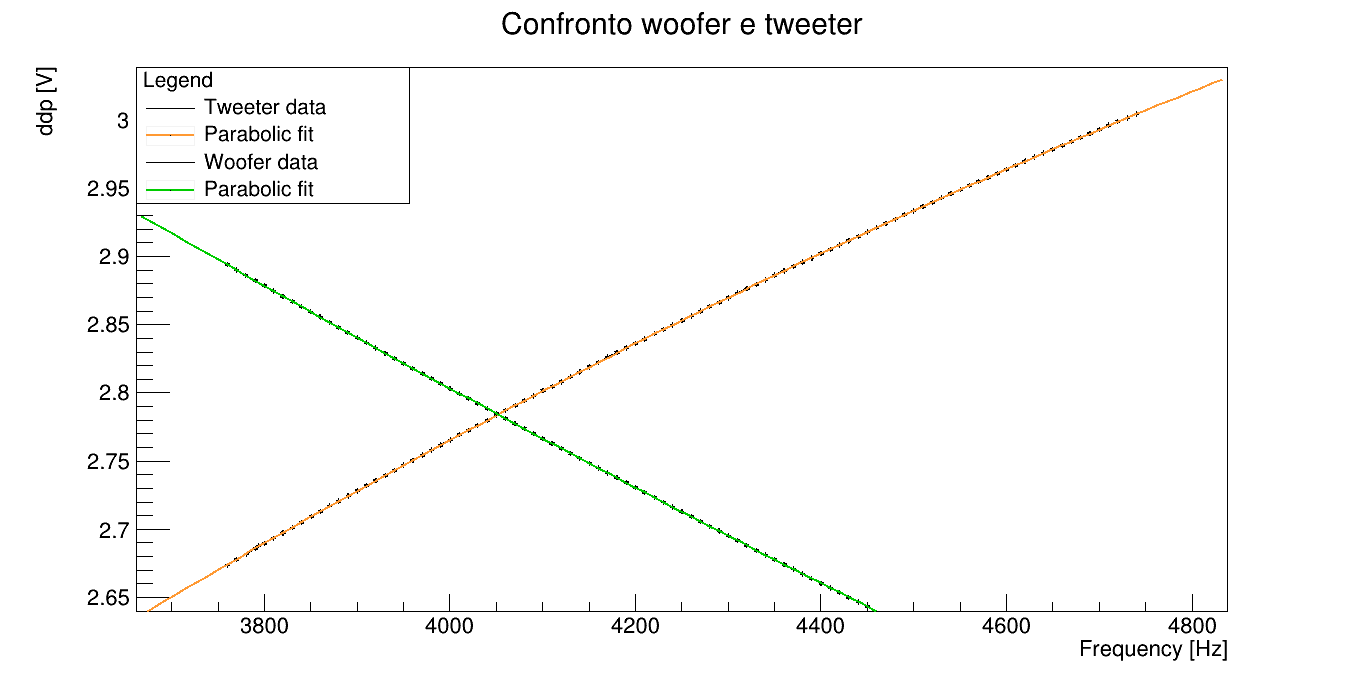 Confronto woofer e tweeter
ddp [V]
Legend
Tweeter data
Parabolic fit
Woofer data
Parabolic fit
3
2.95
2.9
2.85
2.8
2.75
2.7
2.65
3800 4000 4200 4400 4600 4800
Frequency [Hz]